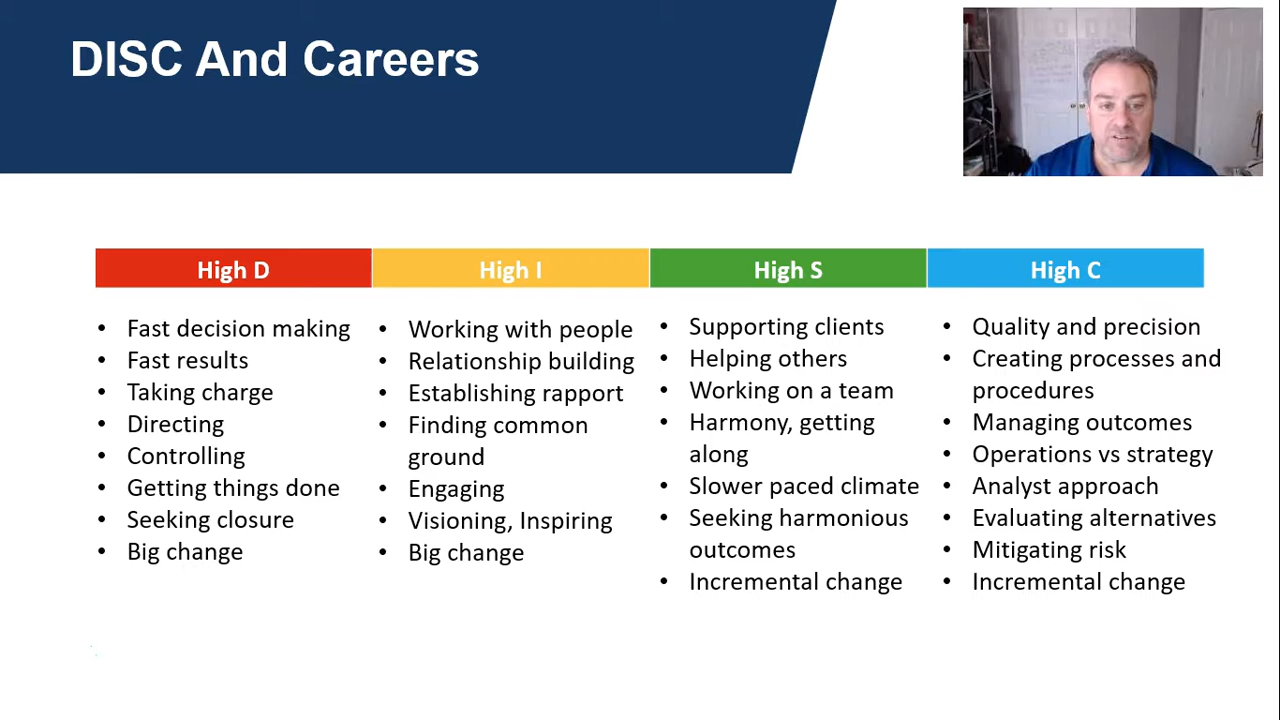 DISC And Careers
High D
High I
High S
High C
• Fast decision making
• Fast results
• Taking charge
• Directing
• Controlling
• Getting things done
• Seeking closure
• Big change
• Working with people
• Relationship building
• Establishing rapport
• Finding common
ground
• Engaging
• Visioning, Inspiring
• Big change
• Supporting clients
• Helping others
• Working on a team
• Harmony, getting
along
• Slower paced climate
• Seeking harmonious
outcomes
• Incremental change
• Quality and precision
• Creating processes and
procedures
• Managing outcomes
• Operations vs strategy
• Analyst approach
• Evaluating alternatives
• Mitigating risk
• Incremental change